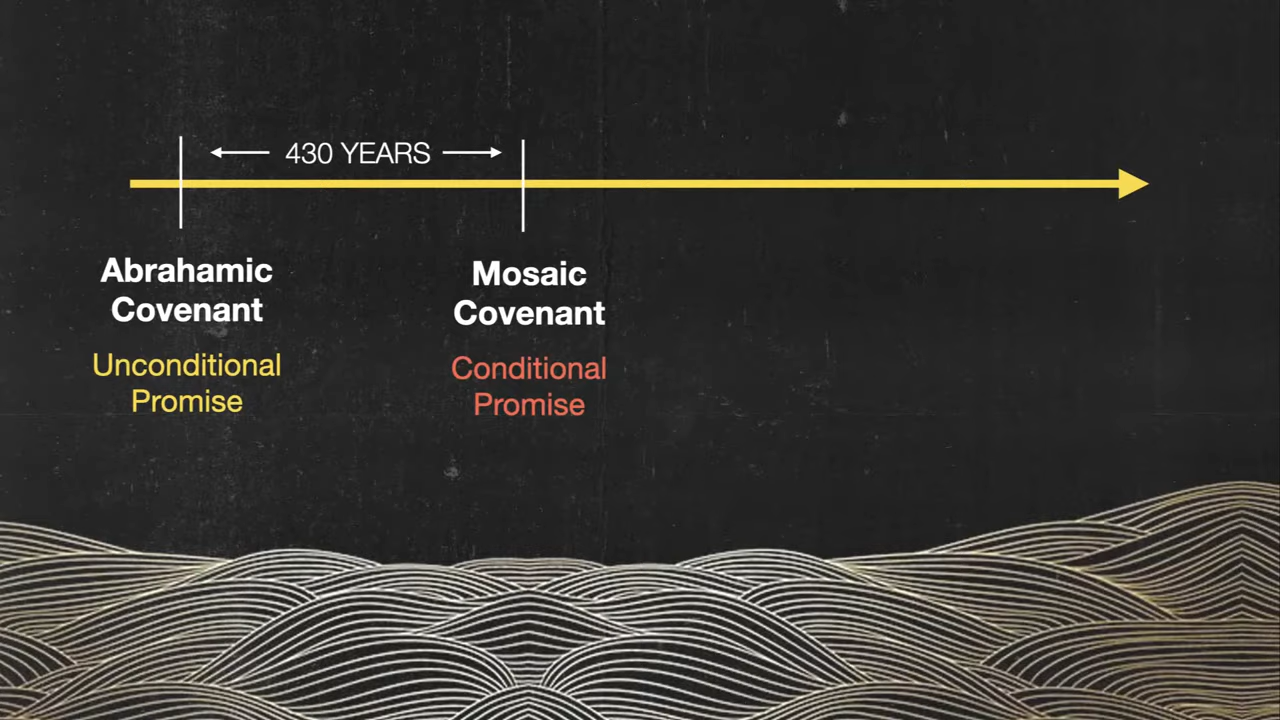 430 YEARS
Abrahamic
Covenant
Unconditional
Promise
Mosaic
Covenant
Conditional
Promise